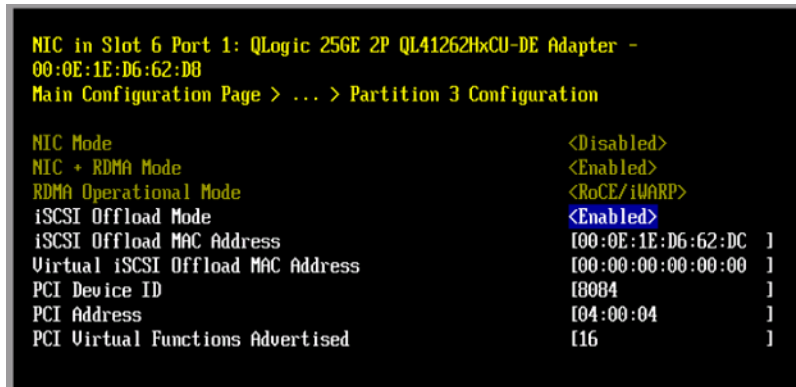 NIC in Slot 6 Port 1: QLogic 25GE 2P QL41262HxCU-DE Adapter -
00:0E:1E:D6:62:D8
Main Configuration Page > ... > Partition 3 Configuration
NIC Mode <Disabled>
NIC + RDMA Mode <Enabled>
RDMA Operational Mode <RoCE/iWARP>
iSCSI Offload Mode <Enabled>
iSCSI Offload MAC Address [00:0E:1E:D6:62:DC ]
Virtual iSCSI Offload MAC Address [00:00:00:00:00:00 ]
PCI Device ID [8084 ]
PCI Address [04:00:04 ]
PCI Virtual Functions Advertised [16 ]